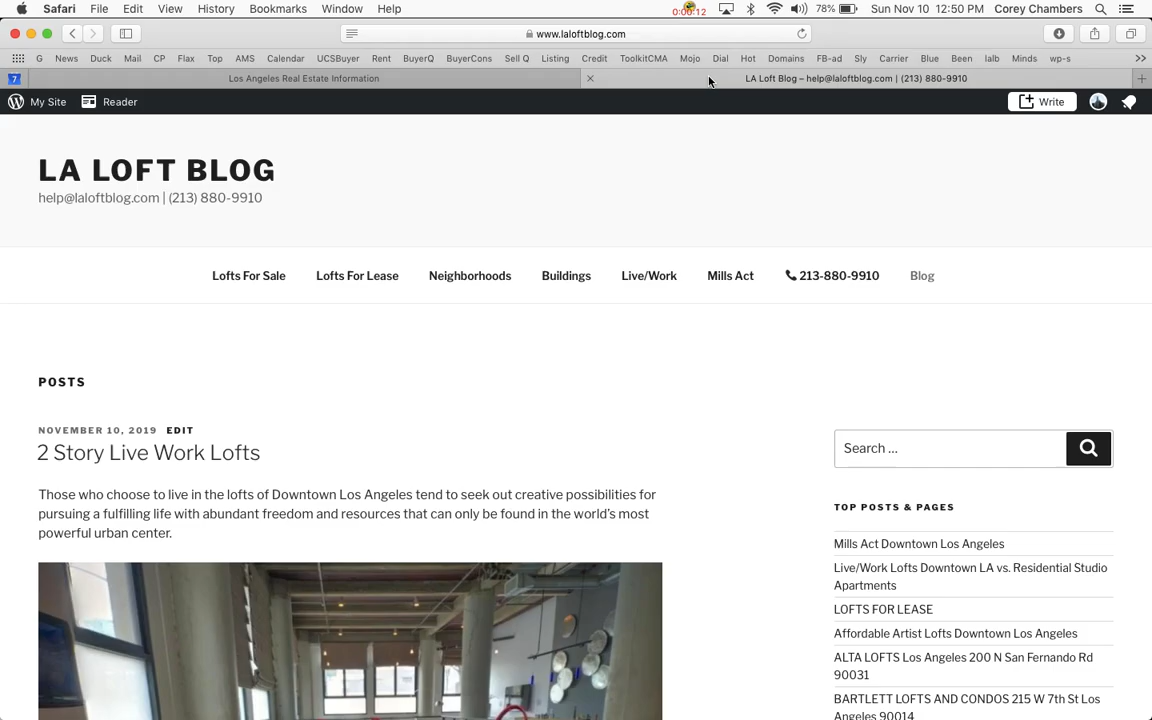 Safari File Edit View History Bookmarks Window Help 0:00:12 78% Sun Nov 10 12:50 PM Corey Chambers
www.laloftblog.com
G News Duck Mail CP Flax Top AMS Calendar UCSBuyer Rent BuyerQ BuyerCons Sell Q Listing Credit ToolkitCMA Mojo Dial Hot Domains FB-ad Sly Carrier Blue Been lalb Minds wp-s >>
7 Los Angeles Real Estate Information LA Loft Blog – help@laloftblog.com | (213) 880-9910
My Site Reader Write
LA LOFT BLOG
help@laloftblog.com | (213) 880-9910
Lofts For Sale Lofts For Lease Neighborhoods Buildings Live/Work Mills Act 213-880-9910 Blog
POSTS
NOVEMBER 10, 2019 EDIT
2 Story Live Work Lofts
Those who choose to live in the lofts of Downtown Los Angeles tend to seek out creative possibilities for
pursuing a fulfilling life with abundant freedom and resources that can only be found in the world's most
powerful urban center.
Search ...
TOP POSTS & PAGES
Mills Act Downtown Los Angeles
Live/Work Lofts Downtown LA vs. Residential Studio
Apartments
LOFTS FOR LEASE
Affordable Artist Lofts Downtown Los Angeles
ALTA LOFTS Los Angeles 200 N San Fernando Rd
90031
BARTLETT LOFTS AND CONDOS 215 W 7th St Los
Angeles 90014